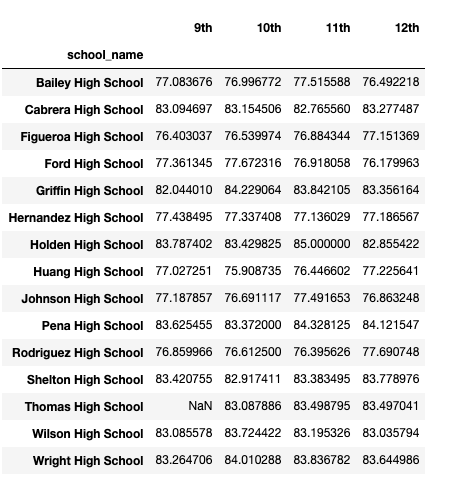 9th 10th 11th 12th
school_name
Bailey High School 77.083676 76.996772 77.515588 76.492218
Cabrera High School 83.094697 83.154506 82.765560 83.277487
Figueroa High School 76.403037 76.539974 76.884344 77.151369
Ford High School 77.361345 77.672316 76.918058 76.179963
Griffin High School 82.044010 84.229064 83.842105 83.356164
Hernandez High School 77.438495 77.337408 77.136029 77.186567
Holden High School 83.787402 83.429825 85.000000 82.855422
Huang High School 77.027251 75.908735 76.446602 77.225641
Johnson High School 77.187857 76.691117 77.491653 76.863248
Pena High School 83.625455 83.372000 84.328125 84.121547
Rodriguez High School 76.859966 76.612500 76.395626 77.690748
Shelton High School 83.420755 82.917411 83.383495 83.778976
Thomas High School NaN 83.087886 83.498795 83.497041
Wilson High School 83.085578 83.724422 83.195326 83.035794
Wright High School 83.264706 84.010288 83.836782 83.644986